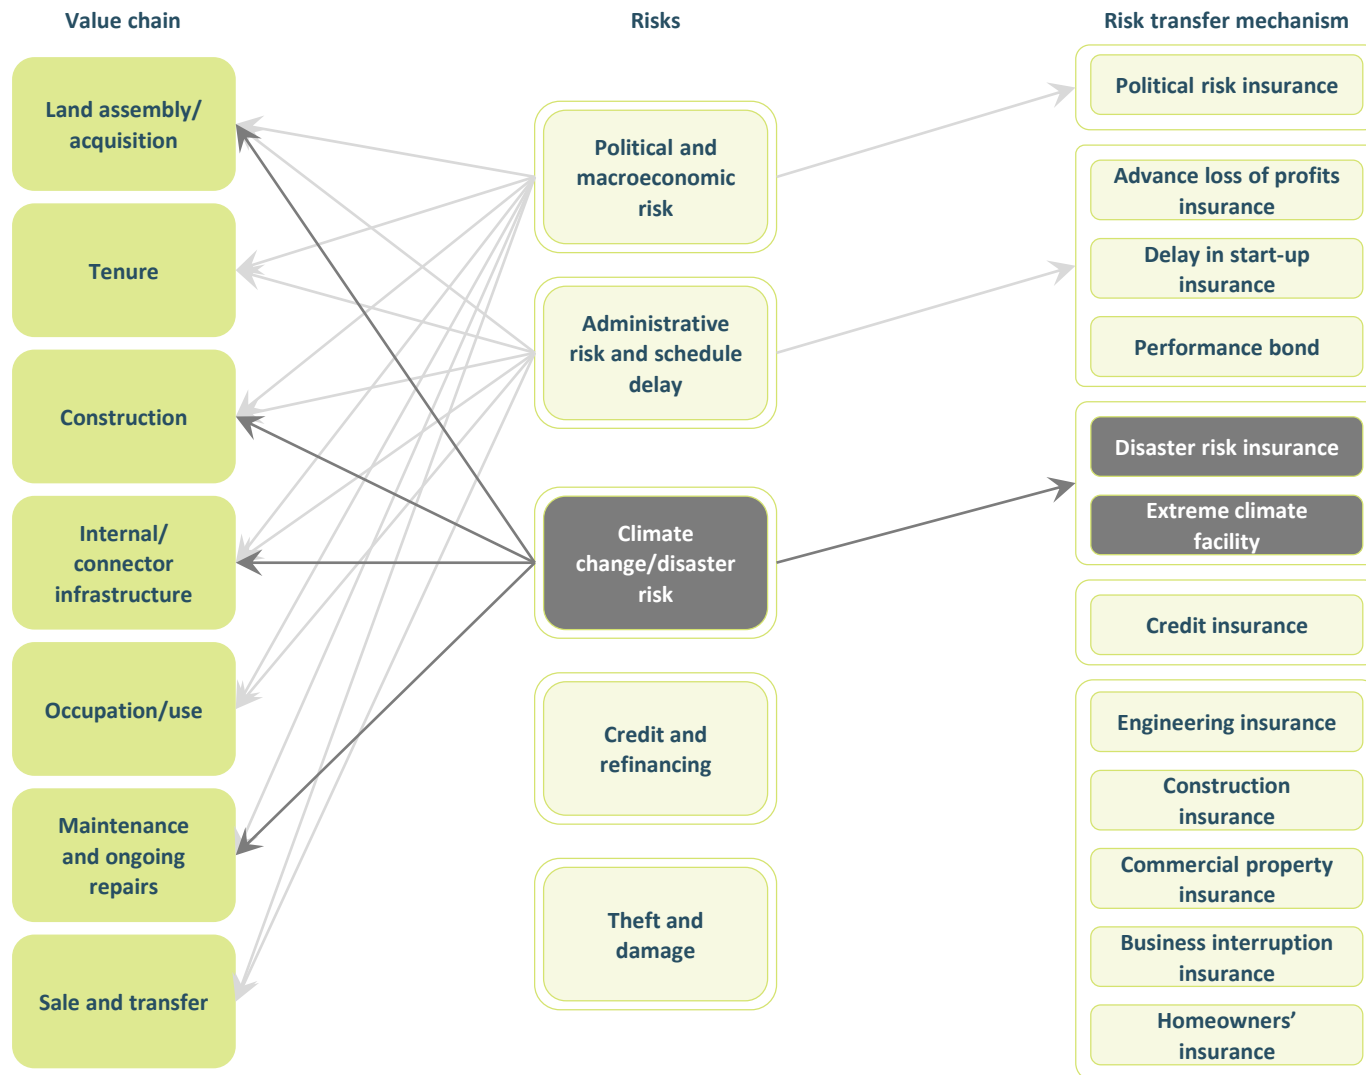 Value chain
Risks
Risk transfer mechanism
Land assembly/
acquisition
Tenure
Construction
Internal/
connector
infrastructure
Occupation/use
Maintenance
and ongoing
repairs
Sale and transfer
Political and
macroeconomic
risk
Administrative
risk and schedule
delay
Climate
change/disaster
risk
Credit and
refinancing
Theft and
damage
Political risk insurance
Advance loss of profits
insurance
Delay in start-up
insurance
Performance bond
Disaster risk insurance
Extreme climate
facility
Credit insurance
Engineering insurance
Construction
insurance
Commercial property
insurance
Business interruption
insurance
Homeowners’
insurance